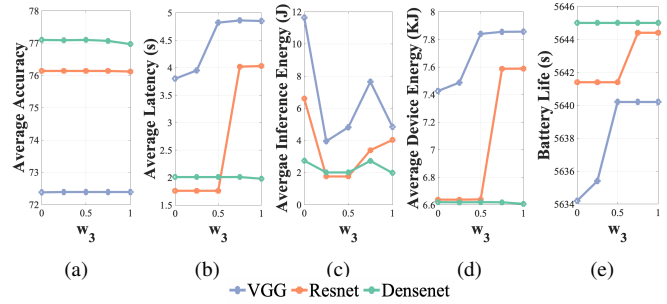 Average Accuracy
78
77
76
75
74
73
72
0 0.5 1
w3
(a)
Average Latency (s)
5
4.5
4
3.5
3
2.5
2
1.5
0 0.5 1
w3
(b)
Avergae Inference Energy (J)
12
10
8
6
4
2
0
0 0.5 1
w3
(c)
Average Device Energy (KJ)
8
7.8
7.6
7.4
7.2
7
6.8
6.6
0 0.5 1
w3
(d)
Battery Life (s)
5646
5644
5642
5640
5638
5636
5634
0 0.5 1
w3
(e)
VGG Resnet Densenet